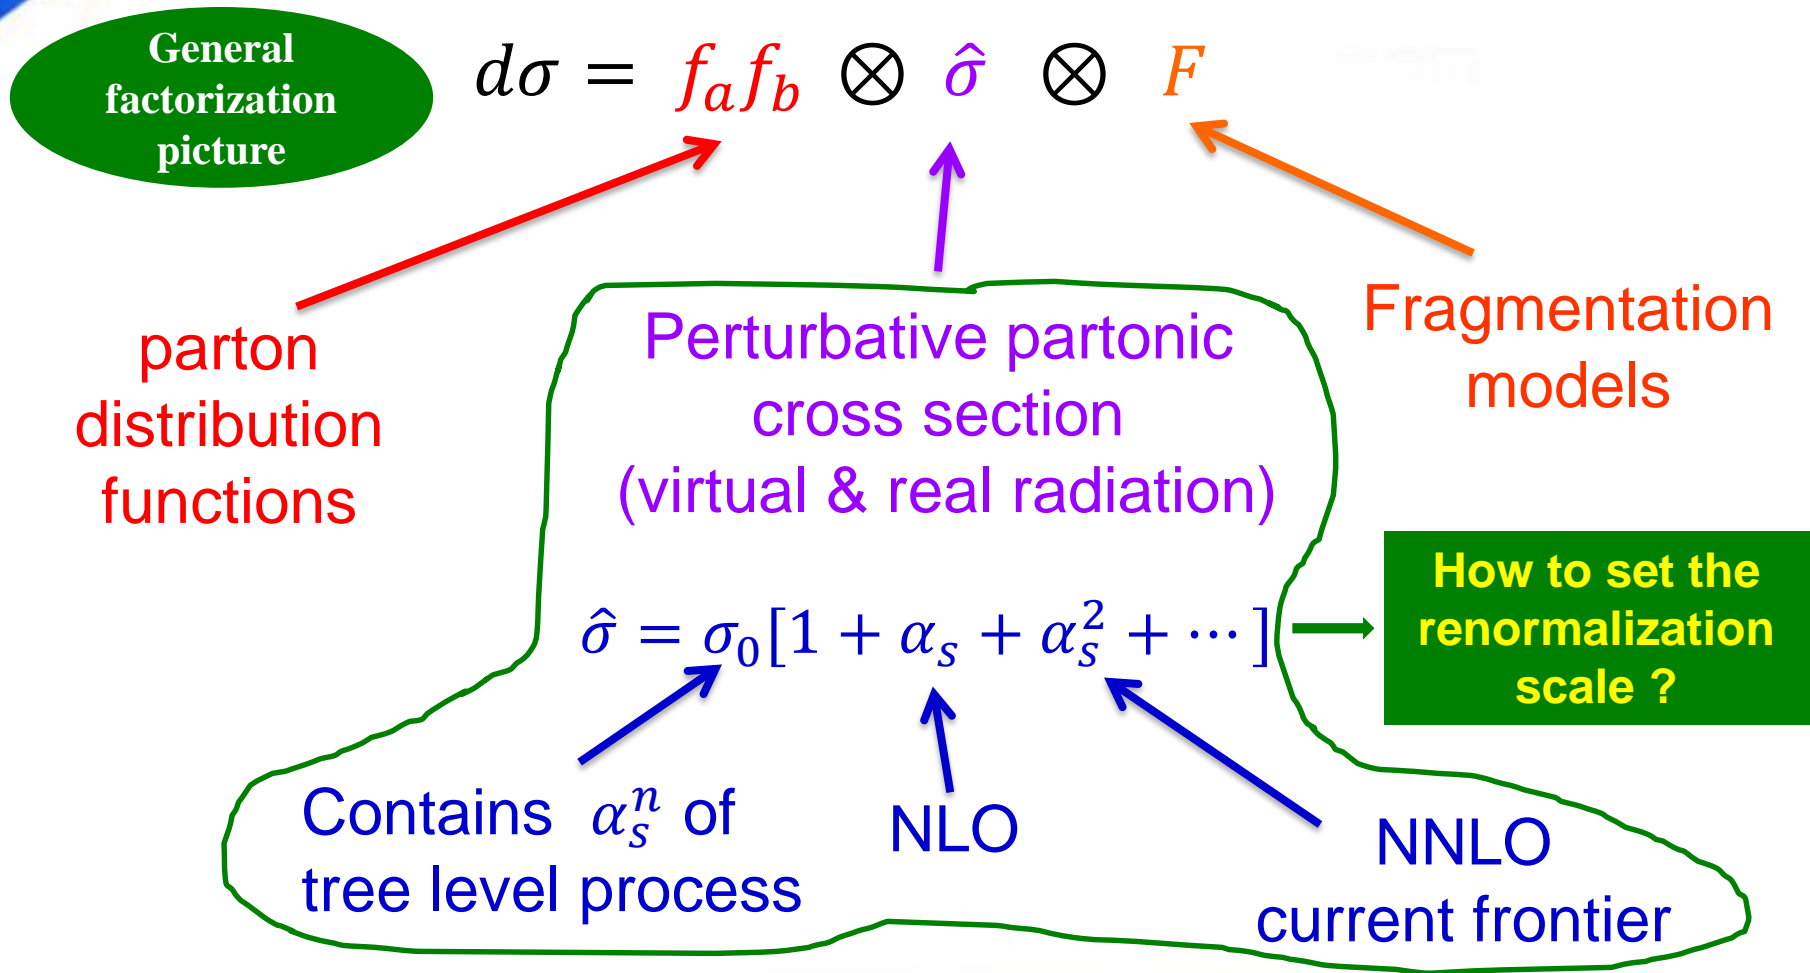 General
factorization
picture
dσ = f_a f_b ⊗ σ̂ ⊗ F
parton
distribution
functions
Perturbative partonic
cross section
(virtual & real radiation)
Fragmentation
models
σ̂ = σ_0[1 + α_s + α_s^2 + ⋯ ]
How to set the
renormalization
scale ?
Contains α_s^n of
tree level process
NLO
NNLO
current frontier